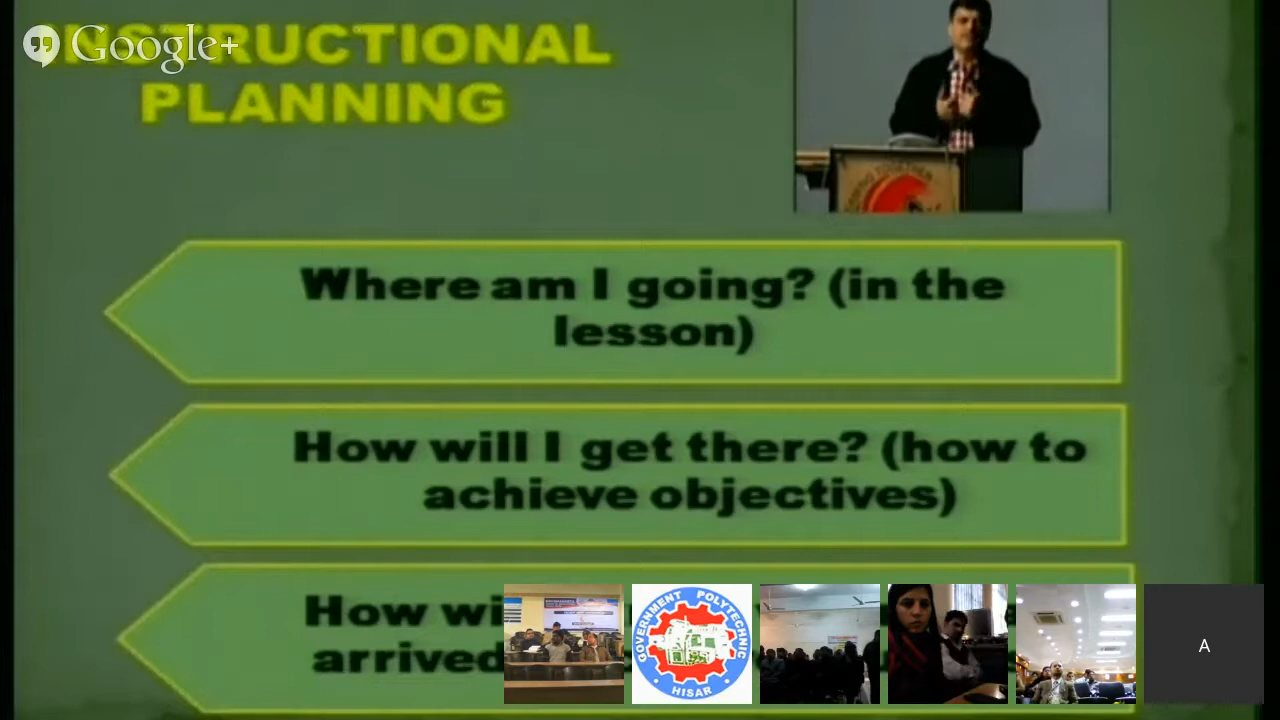 Google+
INSTRUCTIONAL
PLANNING
Where am I going? (in the
lesson)
How will I get there? (how to
achieve objectives)
How wi
arrived
GOVERNMENT POLYTECHNIC
HISAR
A